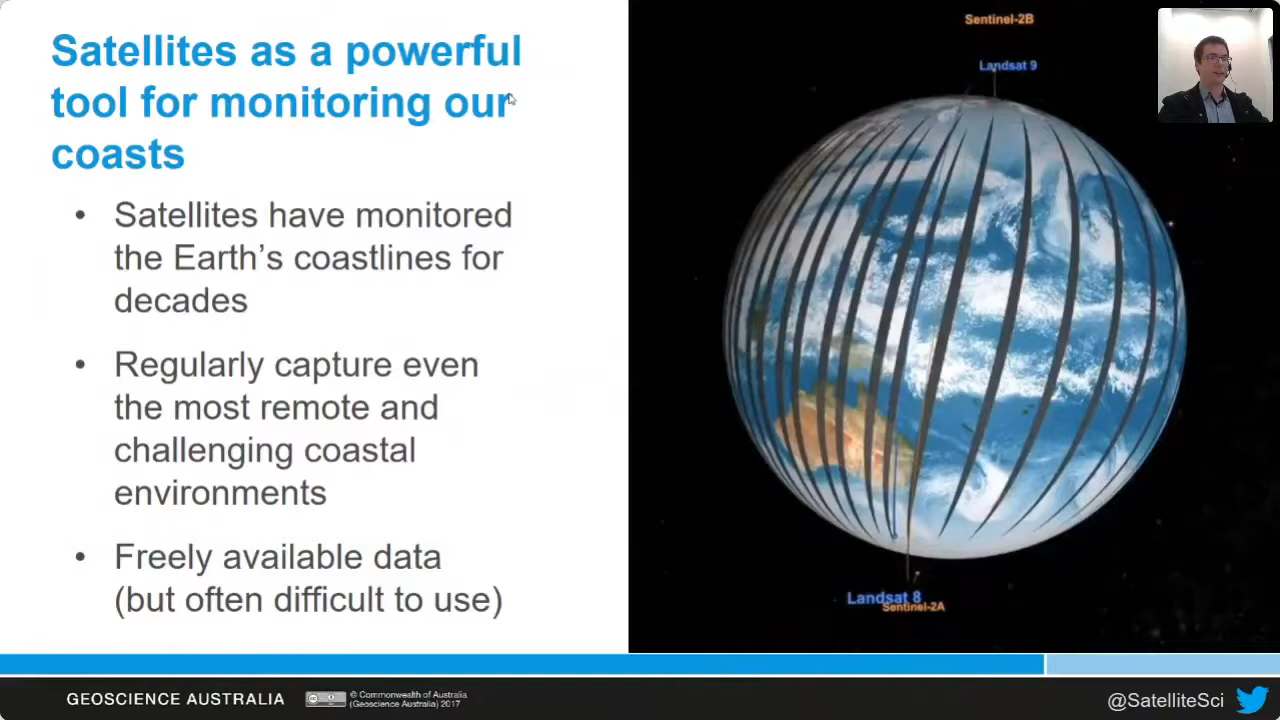 Satellites as a powerful
tool for monitoring our
coasts
• Satellites have monitored
the Earth's coastlines for
decades
• Regularly capture even
the most remote and
challenging coastal
environments
• Freely available data
(but often difficult to use)
Sentinel-2B
Landsat 9
Landsat 8
Sentinel-2A
GEOSCIENCE AUSTRALIA
© Commonwealth of Australia
(Geoscience Australia) 2017
@SatelliteSci